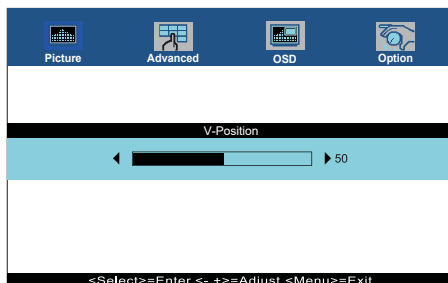 Picture Advanced OSD Option
V-Position
50
<Select>=Enter <- +>=Adjust <Menu>=Exit